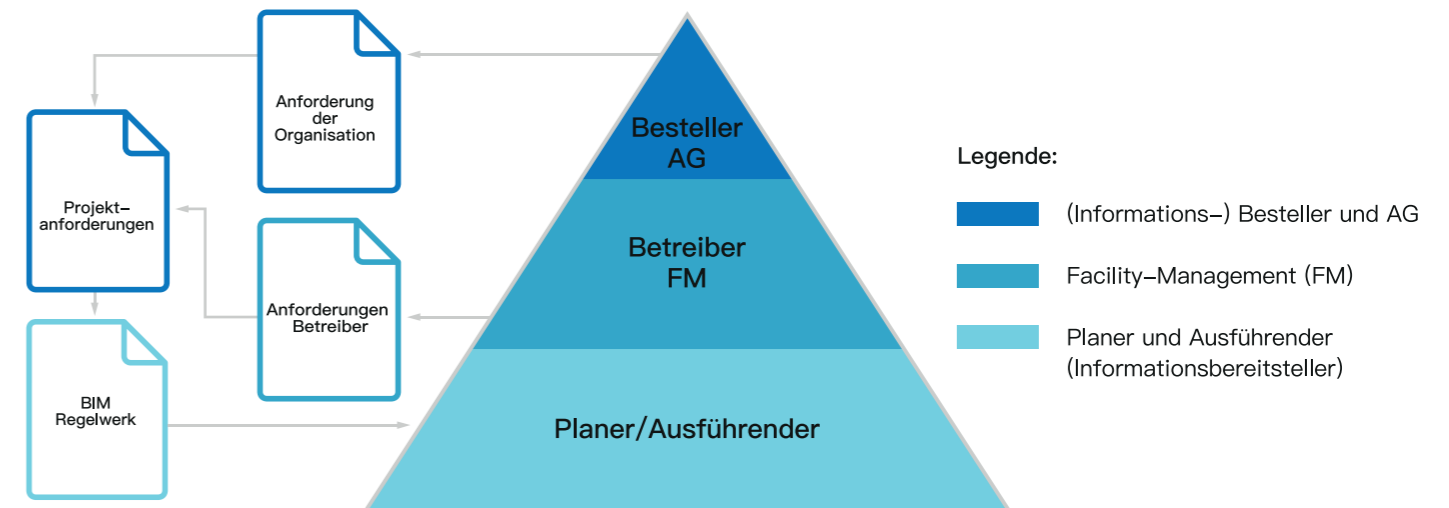 Anforderung
der
Organisation
Projekt–
anforderungen
Anforderungen
Betreiber
BIM
Regelwerk
Besteller
AG
Betreiber
FM
Planer/Ausführender
Legende:
(Informations–) Besteller und AG
Facility–Management (FM)
Planer und Ausführender
(Informationsbereitsteller)